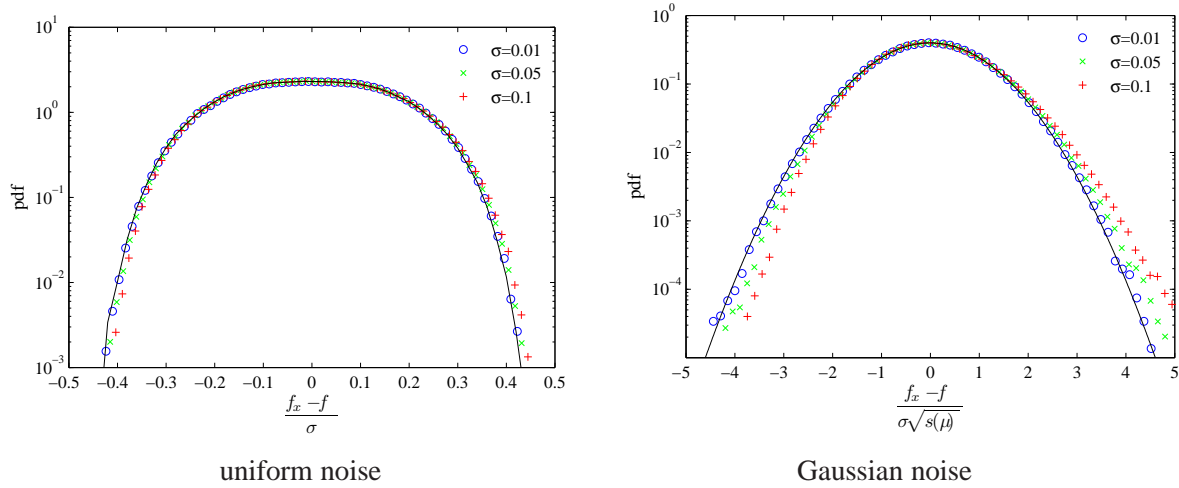 10^1
10^0
10^-1
10^-2
10^-3
pdf
−0.5 −0.4 −0.3 −0.2 −0.1 0 0.1 0.2 0.3 0.4 0.5
σ=0.01
σ=0.05
σ=0.1
f_x − f
σ
uniform noise
10^0
10^-1
10^-2
10^-3
10^-4
pdf
−5 −4 −3 −2 −1 0 1 2 3 4 5
σ=0.01
σ=0.05
σ=0.1
f_x − f
σ√s(μ)
Gaussian noise